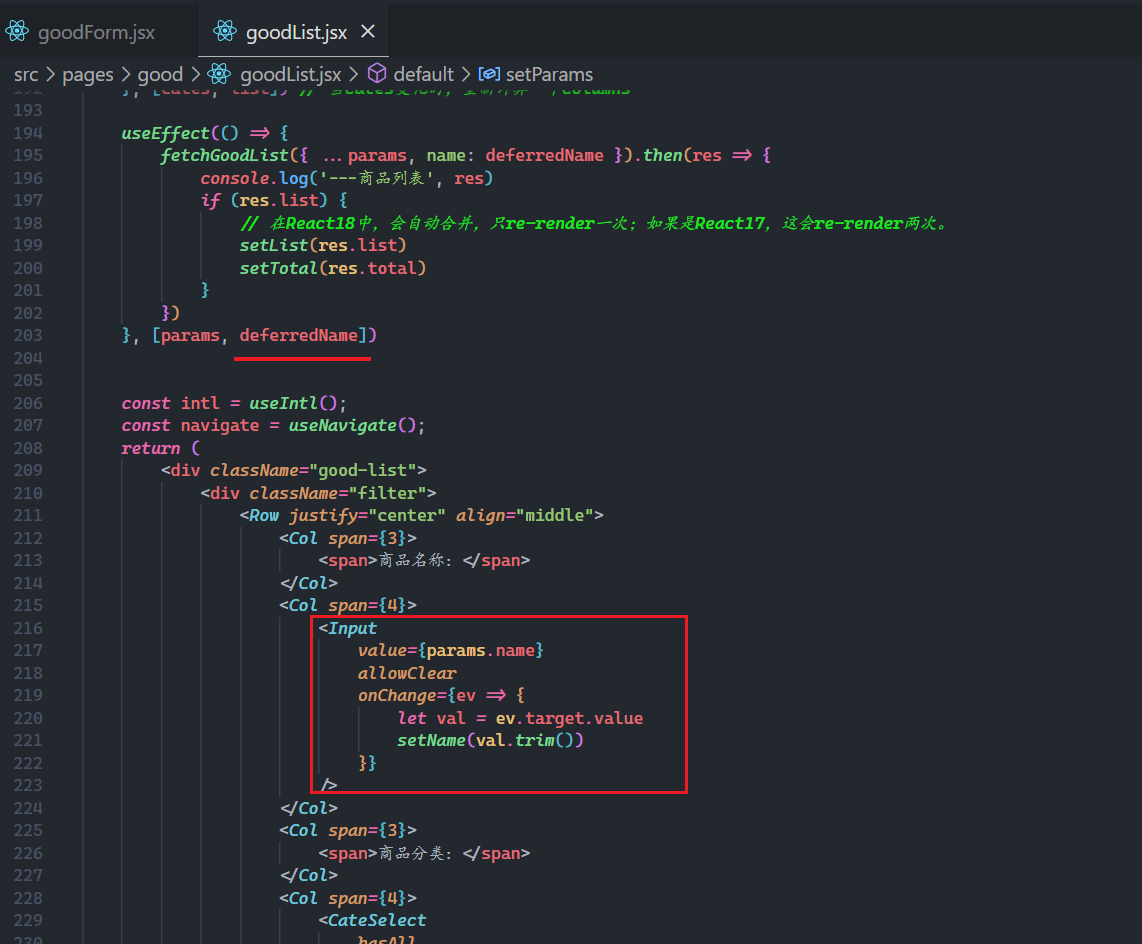 goodForm.jsx
goodList.jsx ×
src > pages > good > goodList.jsx > default > setParams
193
194 useEffect(() => {
195 fetchGoodList({ ...params, name: deferredName }).then(res => {
196 console.log('---商品列表', res)
197 if (res.list) {
198 // 在React18中，会自动合并，只re-render一次；如果是React17，这会re-render两次。
199 setList(res.list)
200 setTotal(res.total)
201 }
202 })
203 }, [params, deferredName])
204
205
206 const intl = useIntl();
207 const navigate = useNavigate();
208 return (
209 <div className="good-list">
210 <div className="filter">
211 <Row justify="center" align="middle">
212 <Col span={3}>
213 <span>商品名称：</span>
214 </Col>
215 <Col span={4}>
216 <Input
217 value={params.name}
218 allowClear
219 onChange={ev => {
220 let val = ev.target.value
221 setName(val.trim())
222 }}
223 />
224 </Col>
225 <Col span={3}>
226 <span>商品分类：</span>
227 </Col>
228 <Col span={4}>
229 <CateSelect
230 hasAll